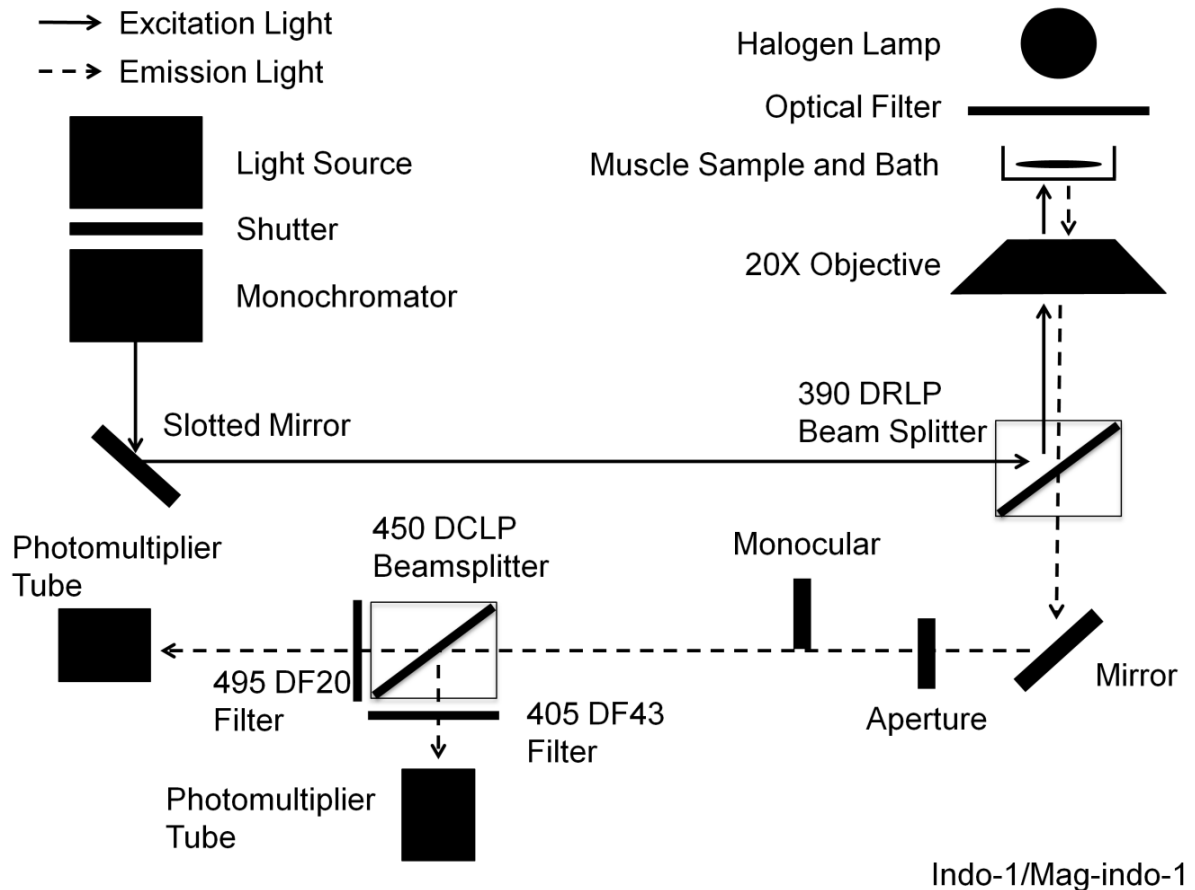 Excitation Light
Emission Light
Halogen Lamp
Optical Filter
Light Source
Muscle Sample and Bath
Shutter
20X Objective
Monochromator
390 DRLP
Beam Splitter
Slotted Mirror
Photomultiplier
Tube
450 DCLP
Beamsplitter
Monocular
Mirror
495 DF20
Filter
405 DF43
Filter
Aperture
Photomultiplier
Tube
Indo-1/Mag-indo-1